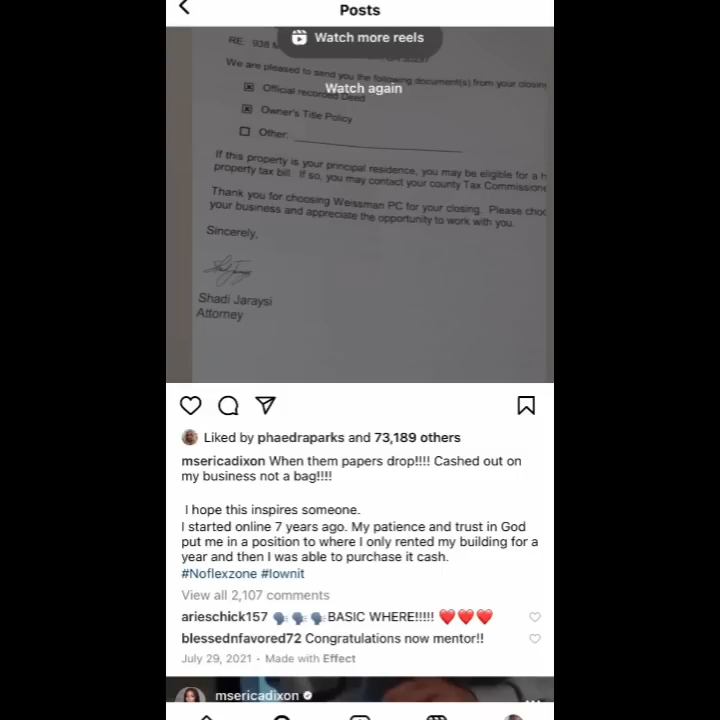 Posts
Watch more reels
RE: 938
We are pleased to send you the following document(s) from your closing
Watch again
Official recorded Deed
Owner's Title Policy
Other:
If this property is your principal residence, you may be eligible for a h
property tax bill. If so, you may contact your county Tax Commissione
Thank you for choosing Weissman PC for your closing. Please choo
your business and appreciate the opportunity to work with you.
Sincerely,
Shadi Jaraysi
Attorney
Liked by phaedraparks and 73,189 others
msericadixon When them papers drop!!!! Cashed out on
my business not a bag!!!!
I hope this inspires someone.
I started online 7 years ago. My patience and trust in God
put me in a position to where I only rented my building for a
year and then I was able to purchase it cash.
#Noflexzone #Iownit
View all 2,107 comments
arieschick157 🗣️🗣️🗣️BASIC WHERE!!!!! ❤️❤️❤️
blessednfavored72 Congratulations now mentor!!
July 29, 2021 • Made with Effect
msericadixon